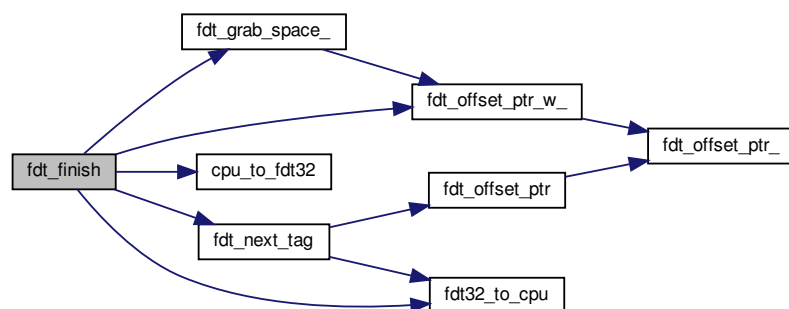 fdt_grab_space_
fdt_offset_ptr_w_
fdt_offset_ptr_
fdt_finish
cpu_to_fdt32
fdt_offset_ptr
fdt_next_tag
fdt32_to_cpu